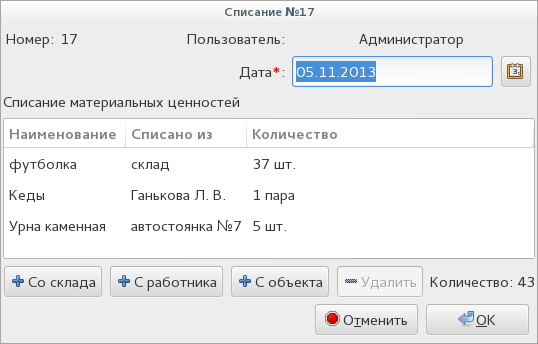 Списание №17
Номер: 17 Пользователь: Администратор
Дата*: 05.11.2013
Списание материальных ценностей
Наименование Списано из Количество
футболка склад 37 шт.
Кеды Ганькова Л. В. 1 пара
Урна каменная автостоянка №7 5 шт.
Со склада С работника С объекта Удалить Количество: 43
Отменить OK